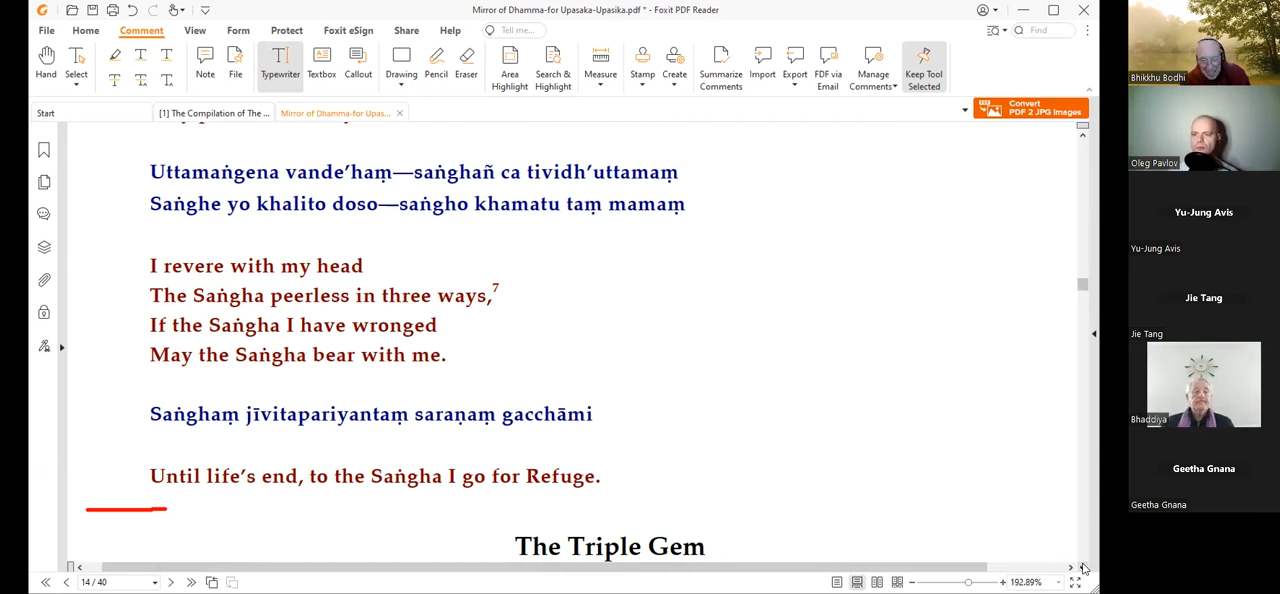 Mirror of Dhamma-for Upasaka-Upasika.pdf * - Foxit PDF Reader
File Home Comment View Form Protect Foxit eSign Share Help Tell me... Find
Hand Select Note File Typewriter Textbox Callout Drawing Pencil Eraser Area Highlight Search & Highlight Measure Stamp Create Summarize Comments Import Export FDF via Email Manage Comments Keep Tool Selected
Start [1] The Compilation of The ... Mirror of Dhamma-for Upas... Convert PDF 2 JPG Images
Uttamaṅgena vande’haṃ—saṅghañ ca tividh’uttamaṃ
Saṅghe yo khalito doso—saṅgho khamatu taṃ mamaṃ
I revere with my head
The Saṅgha peerless in three ways,7
If the Saṅgha I have wronged
May the Saṅgha bear with me.
Saṅghaṃ jīvitapariyantaṃ saraṇaṃ gacchāmi
Until life’s end, to the Saṅgha I go for Refuge.
The Triple Gem
14 / 40
192.89%
Bhikkhu Bodhi
Oleg Pavlov
Yu-Jung Avis
Yu-Jung Avis
Jie Tang
Jie Tang
Bhaddiya
Geetha Gnana
Geetha Gnana